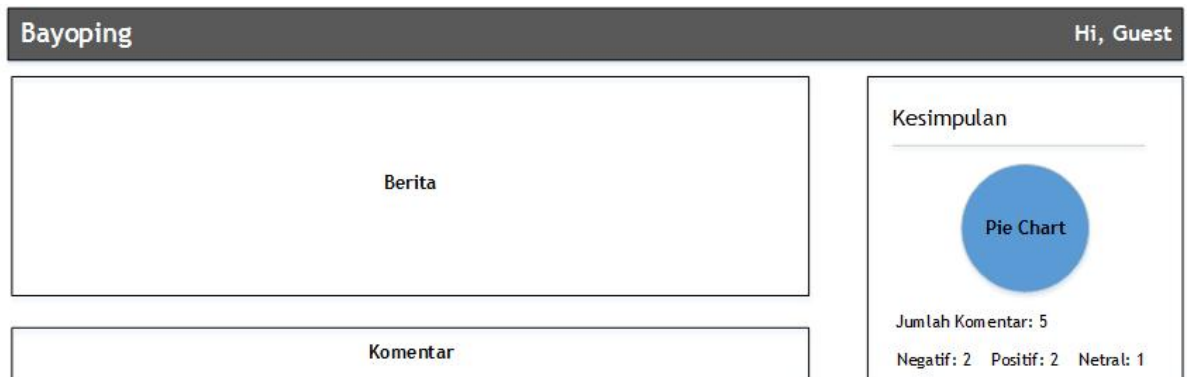 Bayoping
Hi, Guest
Berita
Komentar
Kesimpulan
Pie Chart
Jumlah Komentar: 5
Negatif: 2 Positif: 2 Netral: 1